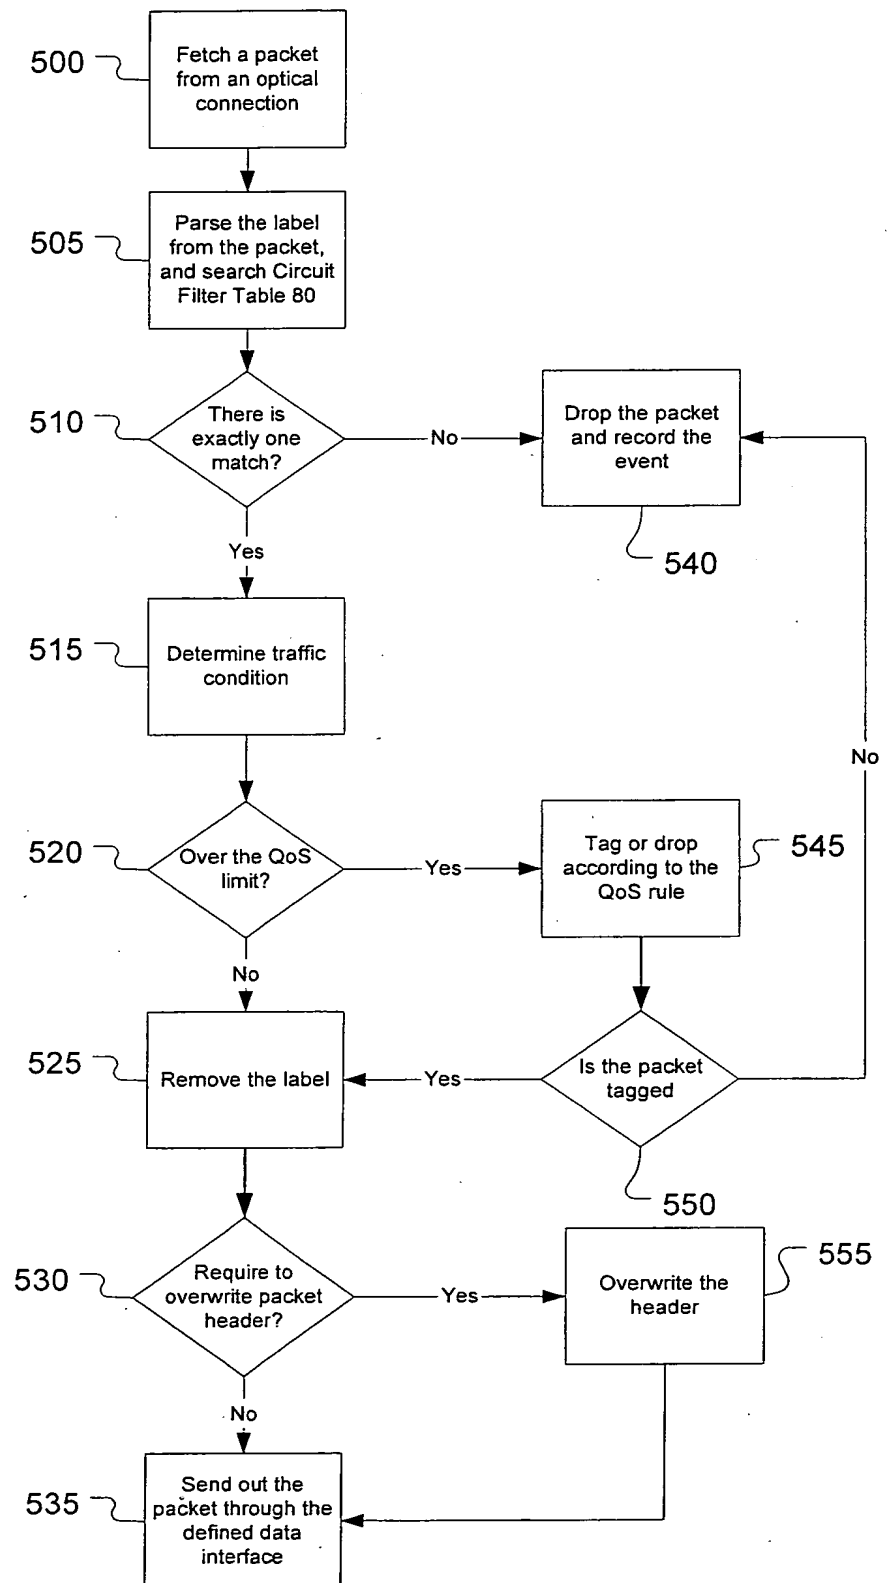 500
Fetch a packet
from an optical
connection
505
Parse the label
from the packet,
and search Circuit
Filter Table 80
510
There is
exactly one
match?
No
Drop the packet
and record the
event
540
Yes
515
Determine traffic
condition
No
520
Over the QoS
limit?
Yes
Tag or drop
according to the
QoS rule
545
No
525
Remove the label
Yes
Is the packet
tagged
550
530
Require to
overwrite packet
header?
Yes
Overwrite the
header
555
No
535
Send out the
packet through the
defined data
interface